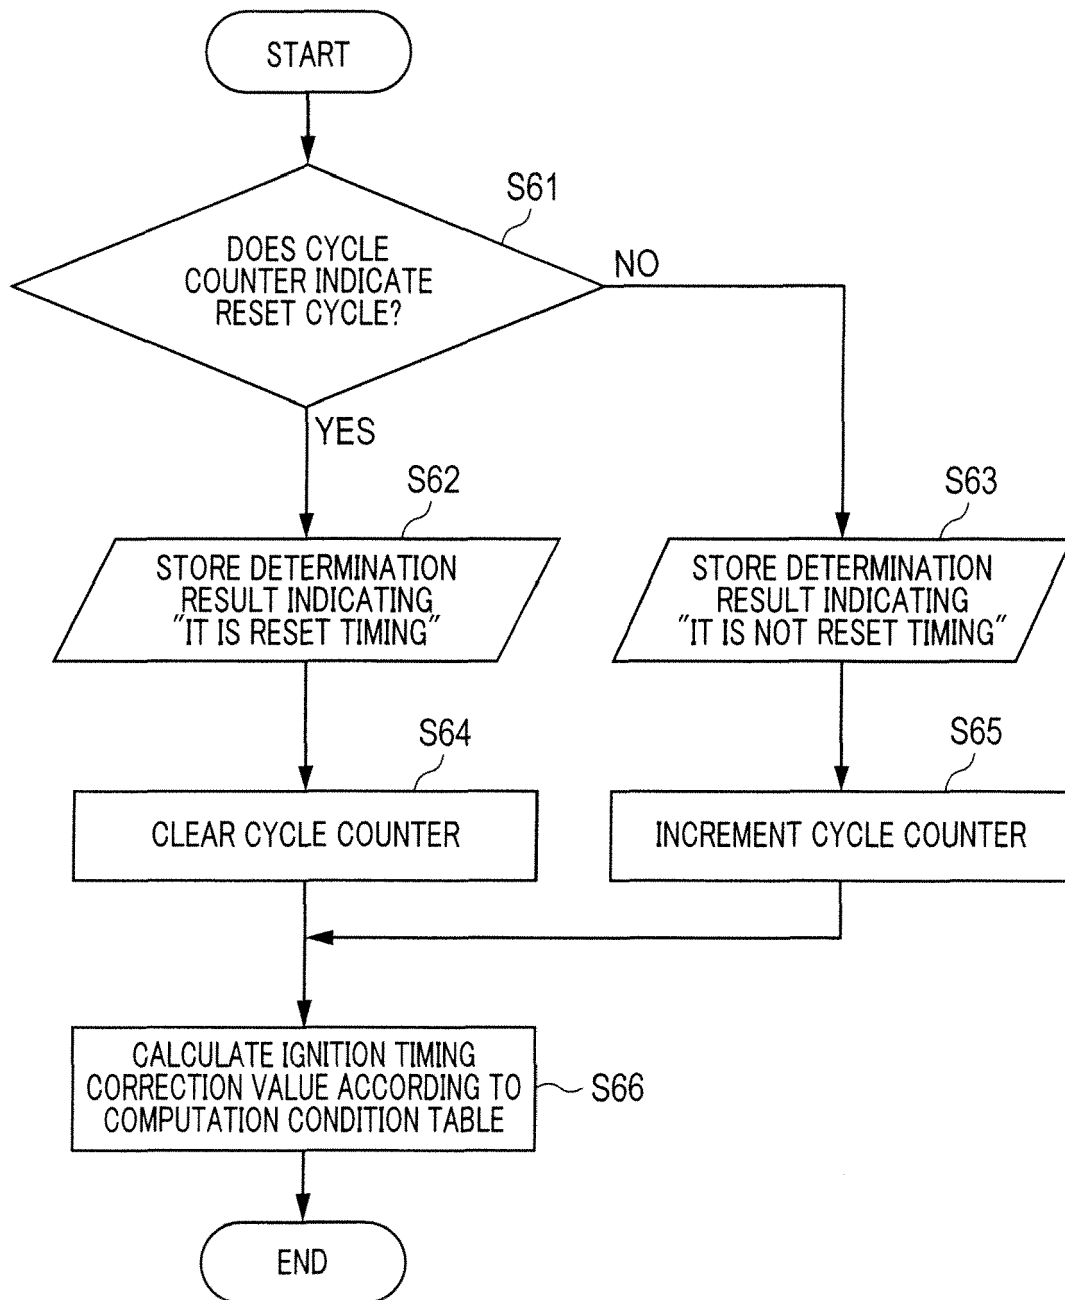 START
S61
DOES CYCLE
COUNTER INDICATE
RESET CYCLE?
NO
YES
S62
STORE DETERMINATION
RESULT INDICATING
"IT IS RESET TIMING"
S63
STORE DETERMINATION
RESULT INDICATING
"IT IS NOT RESET TIMING"
S64
CLEAR CYCLE COUNTER
S65
INCREMENT CYCLE COUNTER
CALCULATE IGNITION TIMING
CORRECTION VALUE ACCORDING TO
COMPUTATION CONDITION TABLE
S66
END